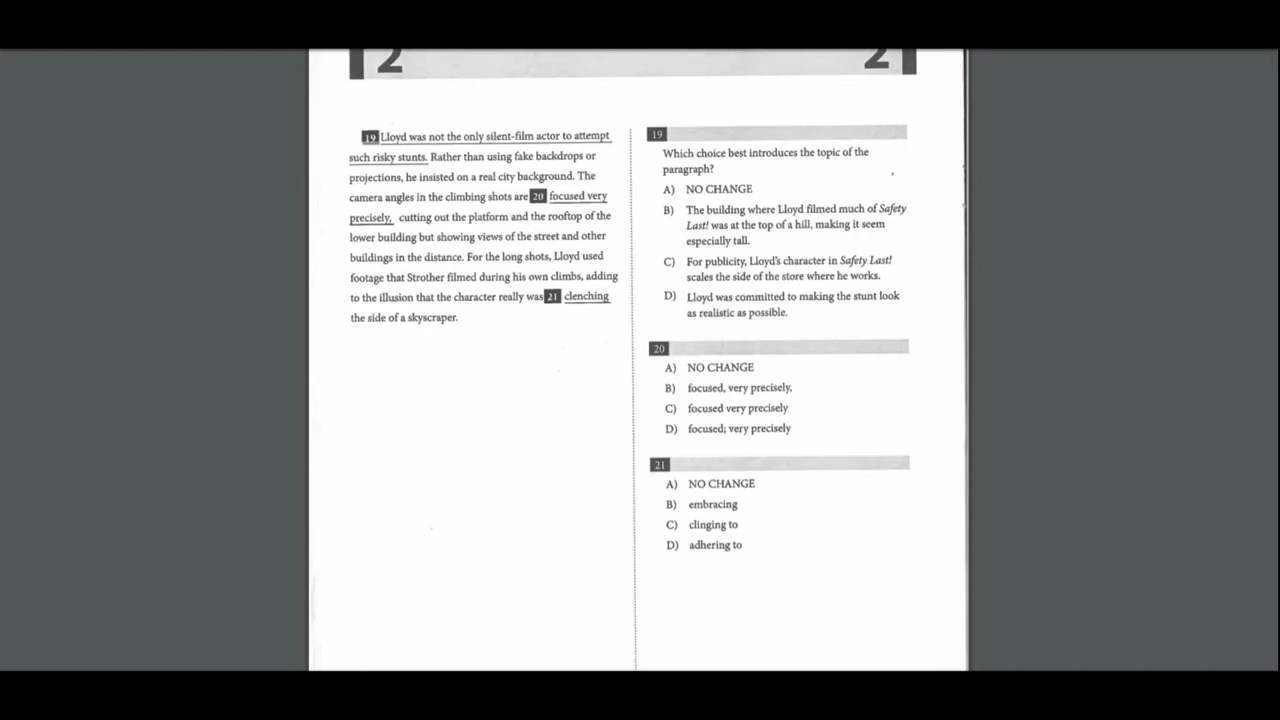 12
21
19 Lloyd was not the only silent-film actor to attempt
such risky stunts. Rather than using fake backdrops or
projections, he insisted on a real city background. The
camera angles in the climbing shots are 20 focused very
precisely, cutting out the platform and the rooftop of the
lower building but showing views of the street and other
buildings in the distance. For the long shots, Lloyd used
footage that Strother filmed during his own climbs, adding
to the illusion that the character really was 21 clenching
the side of a skyscraper.
19
Which choice best introduces the topic of the
paragraph?
A) NO CHANGE
B) The building where Lloyd filmed much of Safety
Last! was at the top of a hill, making it seem
especially tall.
C) For publicity, Lloyd's character in Safety Last!
scales the side of the store where he works.
D) Lloyd was committed to making the stunt look
as realistic as possible.
20
A) NO CHANGE
B) focused, very precisely,
C) focused very precisely
D) focused; very precisely
21
A) NO CHANGE
B) embracing
C) clinging to
D) adhering to